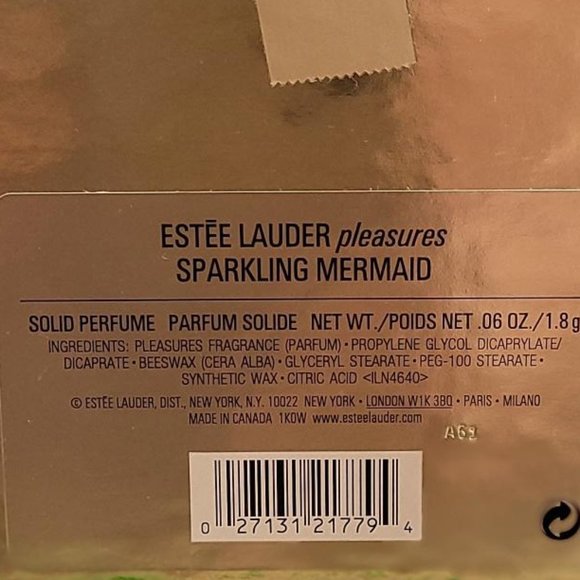 ESTĒE LAUDER pleasures
SPARKLING MERMAID
SOLID PERFUME PARFUM SOLIDE NET WT./POIDS NET .06 OZ./1.8 g
INGREDIENTS: PLEASURES FRAGRANCE (PARFUM) • PROPYLENE GLYCOL DICAPRYLATE/
DICAPRATE • BEESWAX (CERA ALBA) • GLYCERYL STEARATE • PEG-100 STEARATE •
SYNTHETIC WAX • CITRIC ACID <ILN4640>
© ESTĒE LAUDER, DIST., NEW YORK, N.Y. 10022 NEW YORK • LONDON W1K 3BQ • PARIS • MILANO
MADE IN CANADA 1K0W www.esteelauder.com
0 27131 21779 4